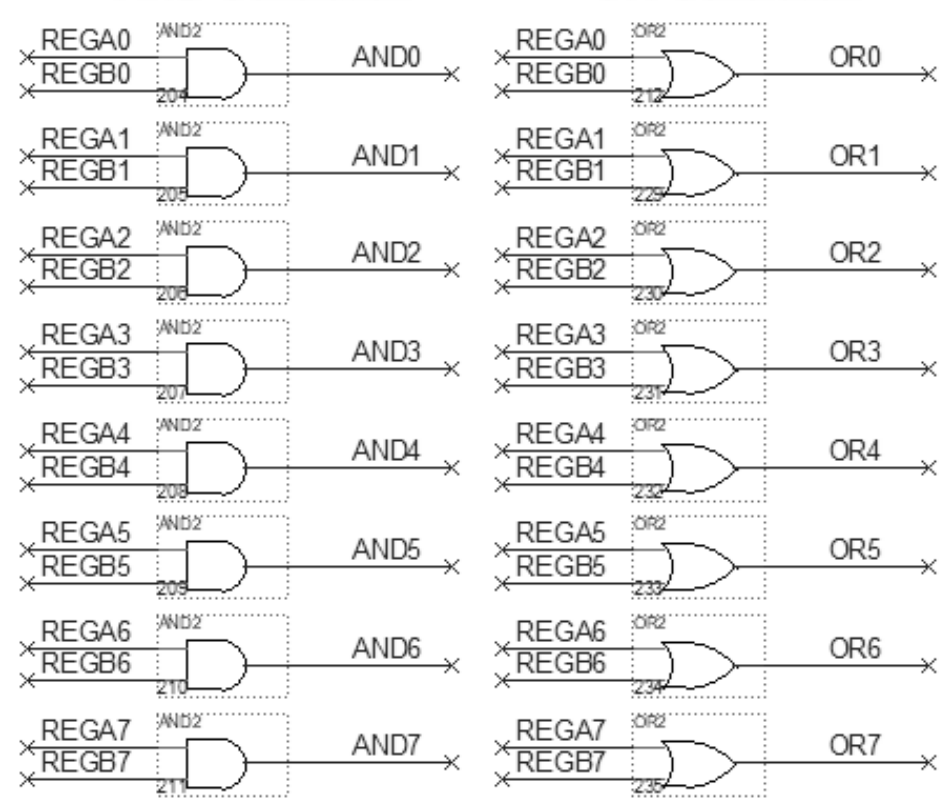 AND2 OR2
REGA0 AND0 REGA0 OR0
REGB0 REGB0
204 212
AND2 OR2
REGA1 AND1 REGA1 OR1
REGB1 REGB1
205 229
AND2 OR2
REGA2 AND2 REGA2 OR2
REGB2 REGB2
206 230
AND2 OR2
REGA3 AND3 REGA3 OR3
REGB3 REGB3
207 231
AND2 OR2
REGA4 AND4 REGA4 OR4
REGB4 REGB4
208 232
AND2 OR2
REGA5 AND5 REGA5 OR5
REGB5 REGB5
209 233
AND2 OR2
REGA6 AND6 REGA6 OR6
REGB6 REGB6
210 234
AND2 OR2
REGA7 AND7 REGA7 OR7
REGB7 REGB7
211 235